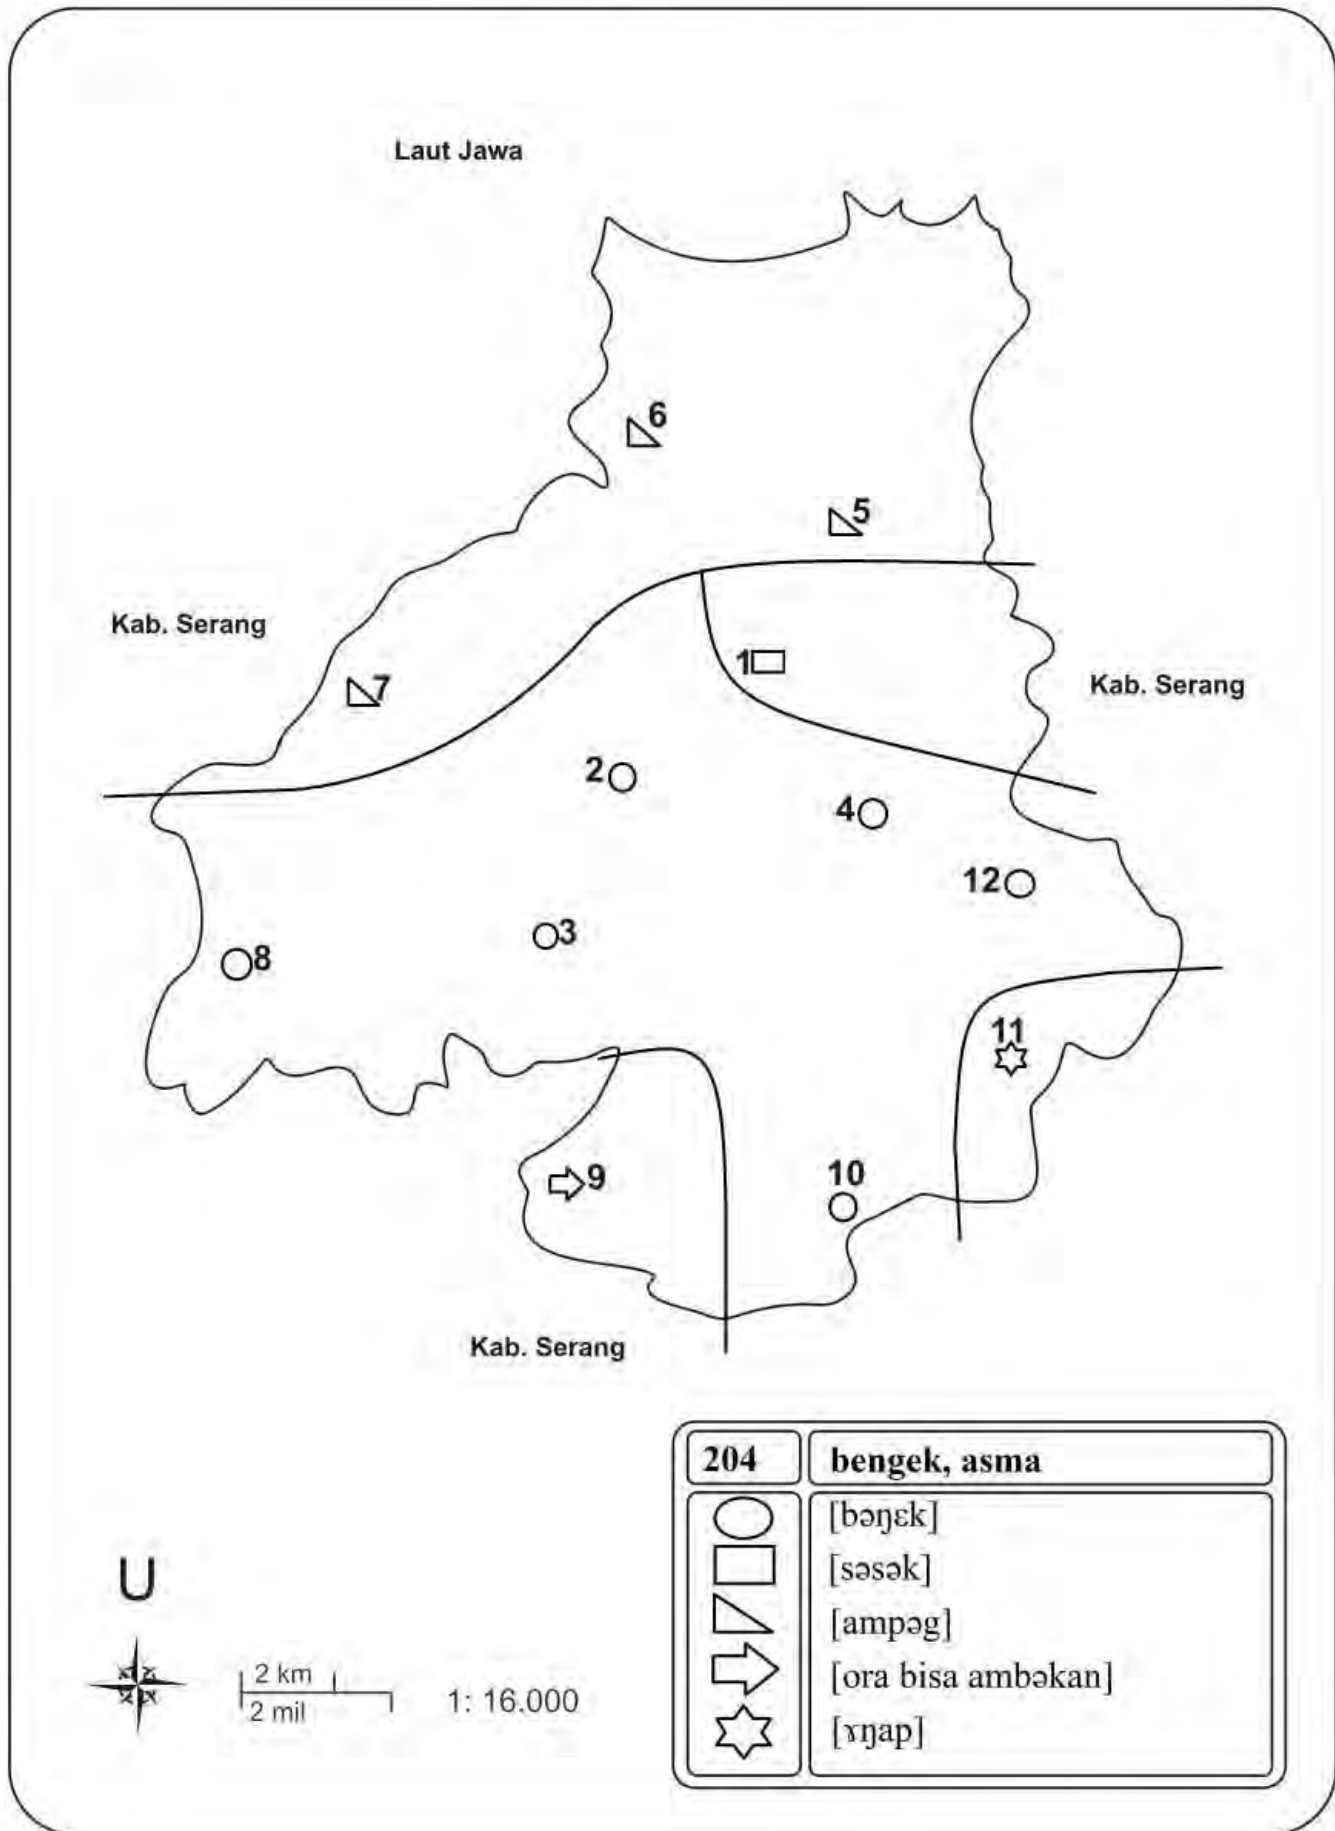 Laut Jawa
6
5
Kab. Serang
1
7
Kab. Serang
2
4
12
3
8
11
9
10
Kab. Serang
204 bengek, asma
[bəŋɛk]
[səsək]
[ampəg]
[ora bisa ambəkan]
[ɤŋap]
U
2 km
2 mil
1: 16.000